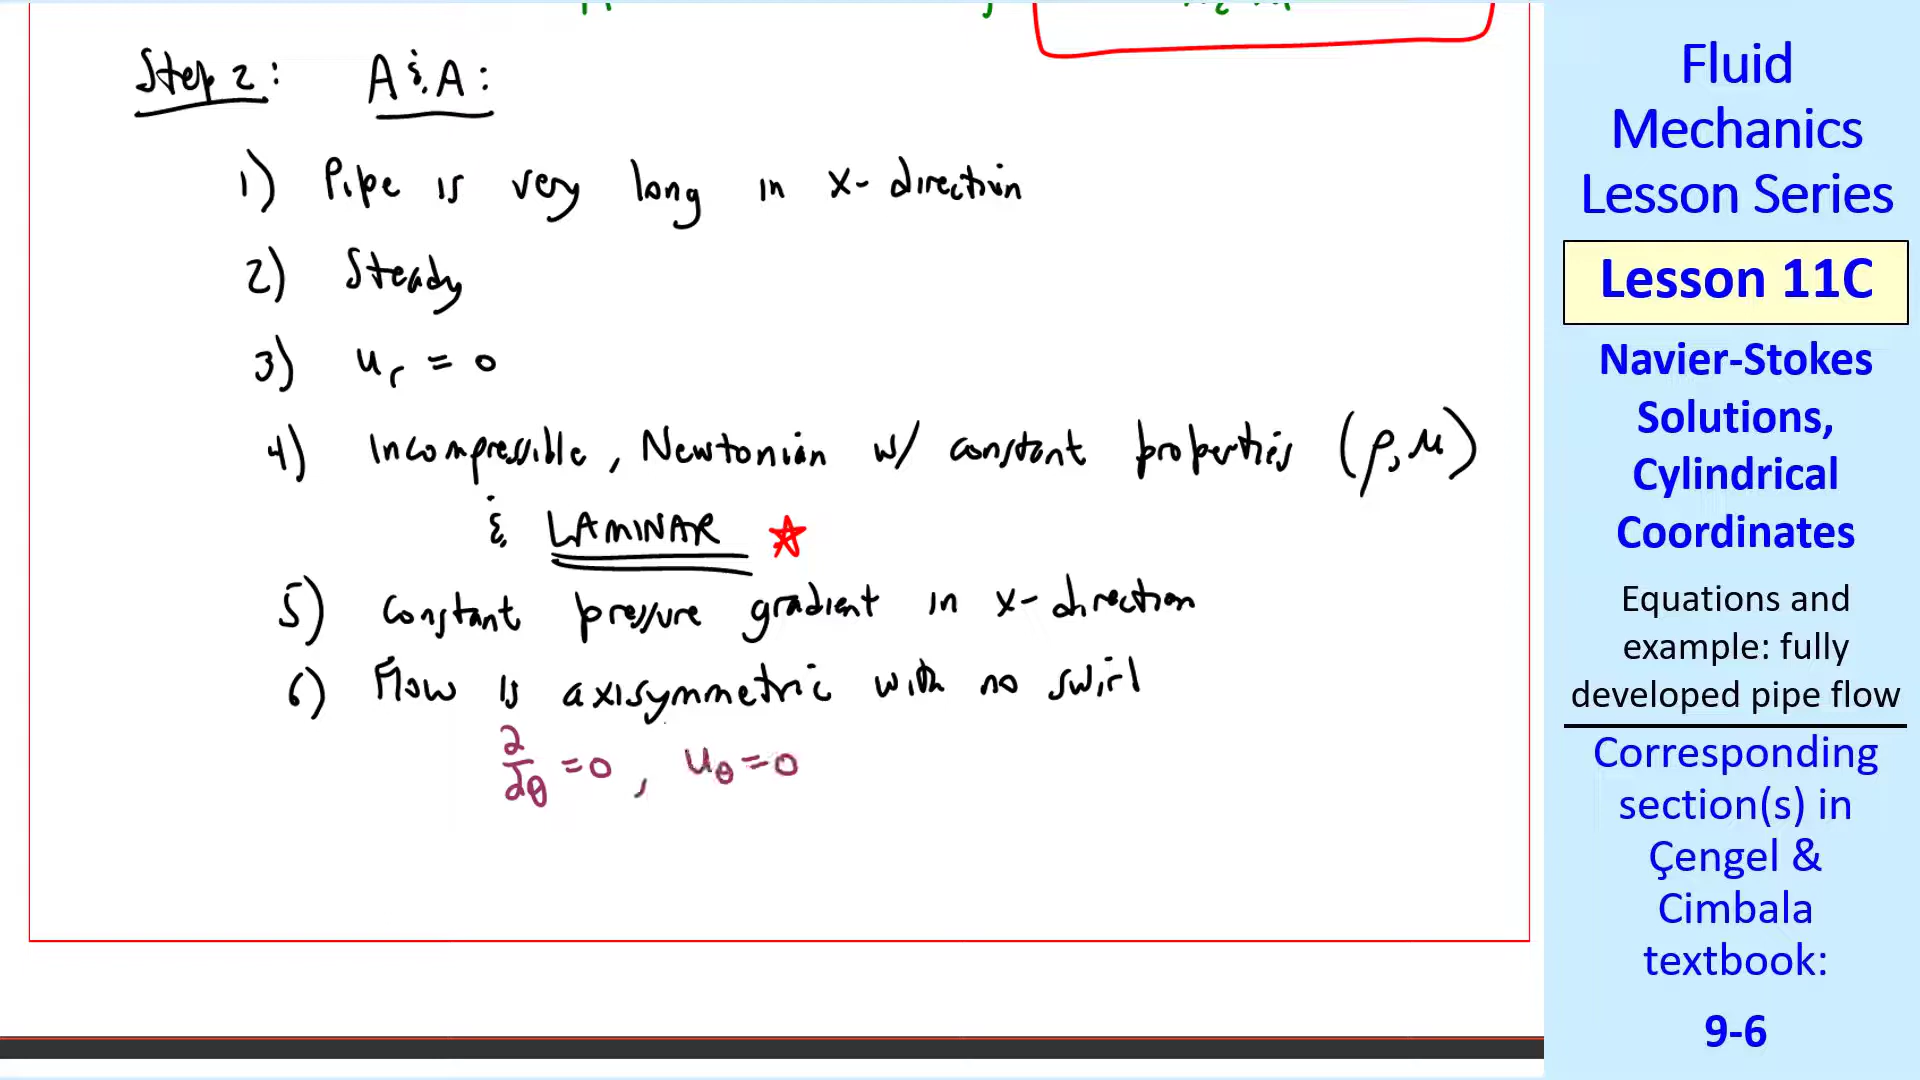 Step 2: A & A:
1) Pipe is very long in x-direction
2) Steady
3) u_r = 0
4) Incompressible, Newtonian w/ constant properties (ρ, μ)
& LAMINAR ☆
5) constant pressure gradient in x-direction
6) Flow is axisymmetric with no swirl
∂/∂θ = 0, u_θ = 0
Fluid
Mechanics
Lesson Series
Lesson 11C
Navier-Stokes
Solutions,
Cylindrical
Coordinates
Equations and
example: fully
developed pipe flow
Corresponding
section(s) in
Çengel &
Cimbala
textbook:
9-6